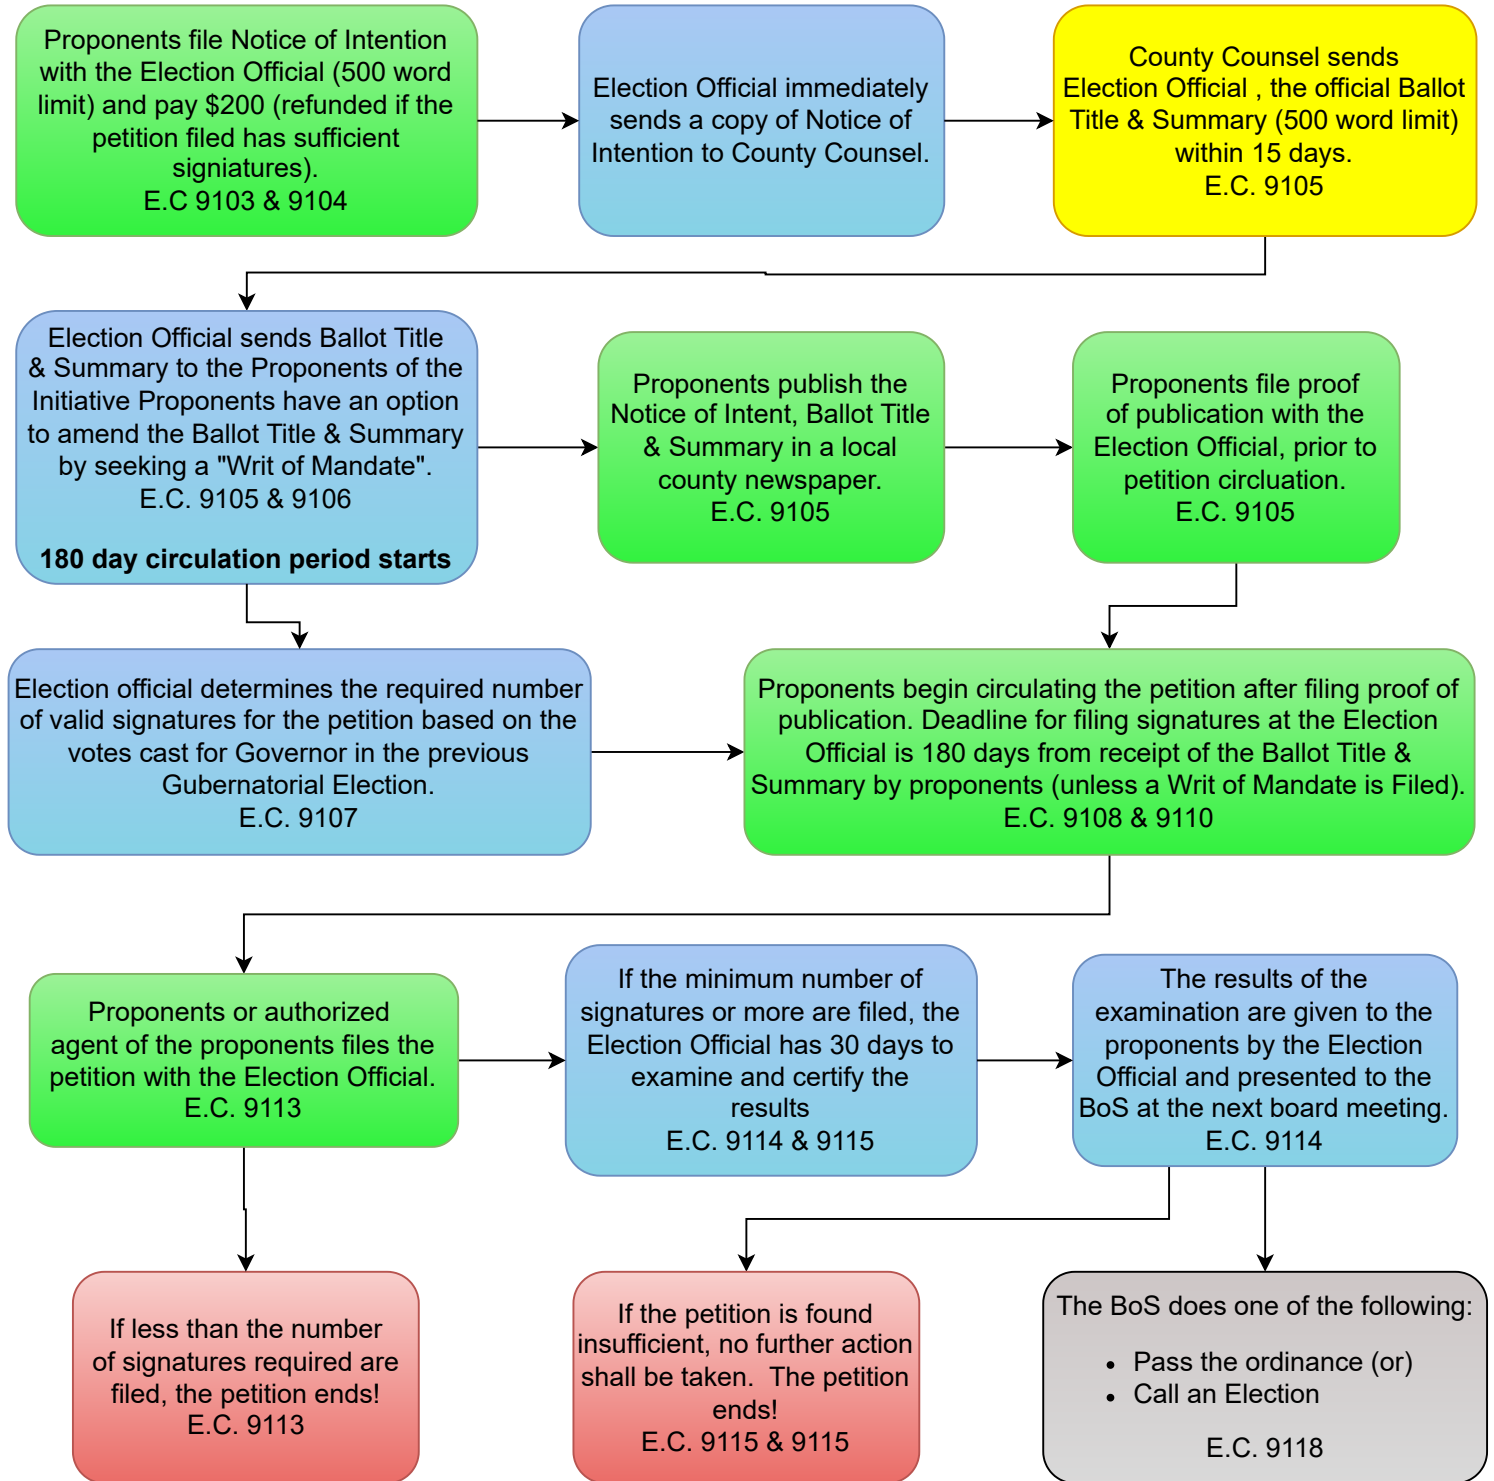 Proponents file Notice of Intention
with the Election Official (500 word
limit) and pay $200 (refunded if the
petition filed has sufficient
signiatures).
E.C 9103 & 9104
Election Official immediately
sends a copy of Notice of
Intention to County Counsel.
County Counsel sends
Election Official , the official Ballot
Title & Summary (500 word limit)
within 15 days.
E.C. 9105
Election Official sends Ballot Title
& Summary to the Proponents of the
Initiative Proponents have an option
to amend the Ballot Title & Summary
by seeking a "Writ of Mandate".
E.C. 9105 & 9106
180 day circulation period starts
Proponents publish the
Notice of Intent, Ballot Title
& Summary in a local
county newspaper.
E.C. 9105
Proponents file proof
of publication with the
Election Official, prior to
petition circluation.
E.C. 9105
Election official determines the required number
of valid signatures for the petition based on the
votes cast for Governor in the previous
Gubernatorial Election.
E.C. 9107
Proponents begin circulating the petition after filing proof of
publication. Deadline for filing signatures at the Election
Official is 180 days from receipt of the Ballot Title &
Summary by proponents (unless a Writ of Mandate is Filed).
E.C. 9108 & 9110
Proponents or authorized
agent of the proponents files the
petition with the Election Official.
E.C. 9113
If the minimum number of
signatures or more are filed, the
Election Official has 30 days to
examine and certify the
results
E.C. 9114 & 9115
The results of the
examination are given to the
proponents by the Election
Official and presented to the
BoS at the next board meeting.
E.C. 9114
If less than the number
of signatures required are
filed, the petition ends!
E.C. 9113
If the petition is found
insufficient, no further action
shall be taken.  The petition
ends!
E.C. 9115 & 9115
The BoS does one of the following:
• Pass the ordinance (or)
• Call an Election
E.C. 9118